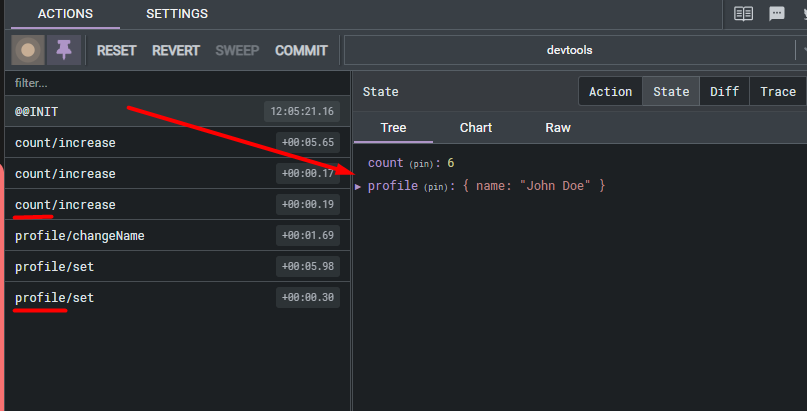 ACTIONS SETTINGS
RESET REVERT SWEEP COMMIT devtools
filter...
@@INIT 12:05:21.16
count/increase +00:05.65
count/increase +00:00.17
count/increase +00:00.19
profile/changeName +00:01.69
profile/set +00:05.98
profile/set +00:00.30
State Action State Diff Trace
Tree Chart Raw
count (pin): 6
▶ profile (pin): { name: "John Doe" }